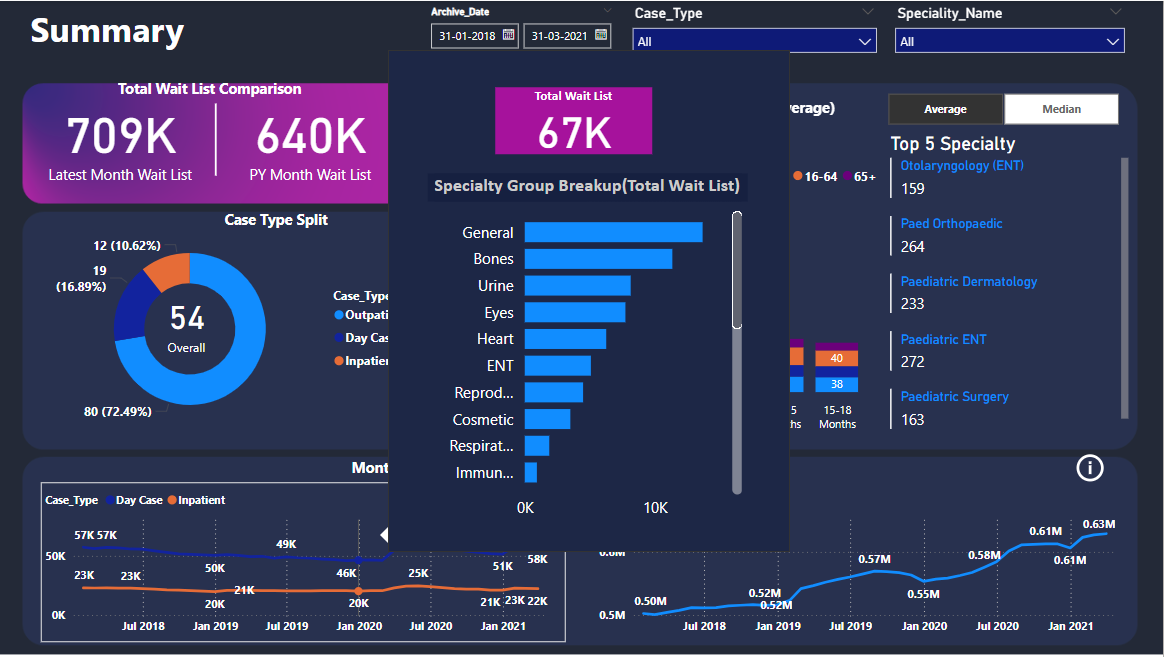 Summary
Archive_Date
31-01-2018
31-03-2021
Case_Type
All
Speciality_Name
All
Total Wait List Comparison
709K
Latest Month Wait List
640K
PY Month Wait List
Total Wait List
67K
Specialty Group Breakup(Total Wait List)
General
Bones
Urine
Eyes
Heart
ENT
Reprod...
Cosmetic
Respirat...
Immun...
0K
10K
erage)
16-64
65+
40
38
5
15-18
hs
Months
Average
Median
Top 5 Specialty
Otolaryngology (ENT)
159
Paed Orthopaedic
264
Paediatric Dermatology
233
Paediatric ENT
272
Paediatric Surgery
163
Case Type Split
12 (10.62%)
19
(16.89%)
54
Overall
80 (72.49%)
Case_Type
Outpati
Day Cas
Inpatien
Mont
Case_Type
Day Case
Inpatient
57K 57K
49K
50K
50K
46K
51K
58K
23K
23K
20K
21K
20K
25K
21K
23K 22K
0K
Jul 2018
Jan 2019
Jul 2019
Jan 2020
Jul 2020
Jan 2021
i
0.5M
0.50M
0.52M
0.52M
0.57M
0.55M
0.58M
0.61M
0.61M
0.63M
Jul 2018
Jan 2019
Jul 2019
Jan 2020
Jul 2020
Jan 2021